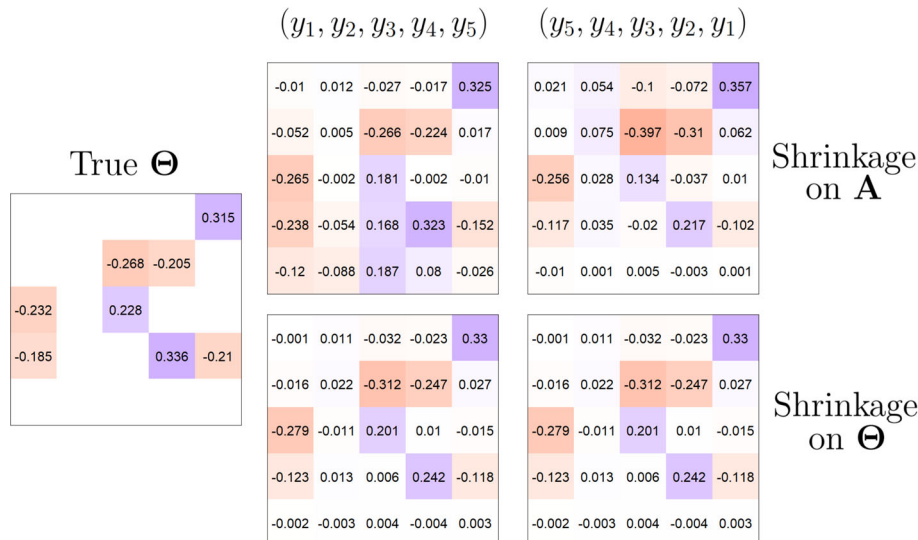 (y₁, y₂, y₃, y₄, y₅) (y₅, y₄, y₃, y₂, y₁)
-0.01 0.012 -0.027 -0.017 0.325 0.021 0.054 -0.1 -0.072 0.357
-0.052 0.005 -0.266 -0.224 0.017 0.009 0.075 -0.397 -0.31 0.062
-0.265 -0.002 0.181 -0.002 -0.01 -0.256 0.028 0.134 -0.037 0.01
-0.238 -0.054 0.168 0.323 -0.152 -0.117 0.035 -0.02 0.217 -0.102
-0.12 -0.088 0.187 0.08 -0.026 -0.01 0.001 0.005 -0.003 0.001
Shrinkage
on A
True Θ
0.315
-0.268 -0.205
-0.232 0.228
-0.185 0.336 -0.21
-0.001 0.011 -0.032 -0.023 0.33 -0.001 0.011 -0.032 -0.023 0.33
-0.016 0.022 -0.312 -0.247 0.027 -0.016 0.022 -0.312 -0.247 0.027
-0.279 -0.011 0.201 0.01 -0.015 -0.279 -0.011 0.201 0.01 -0.015
-0.123 0.013 0.006 0.242 -0.118 -0.123 0.013 0.006 0.242 -0.118
-0.002 -0.003 0.004 -0.004 0.003 -0.002 -0.003 0.004 -0.004 0.003
Shrinkage
on Θ